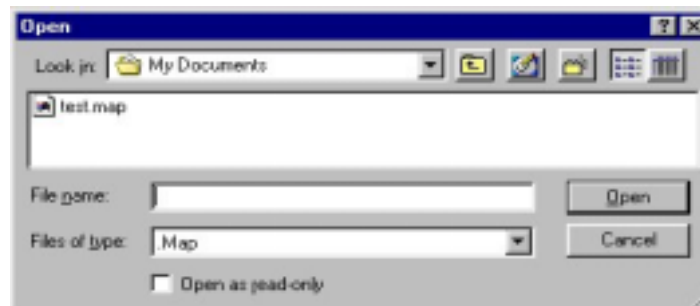 Open
Look in: My Documents
test.map
File name: Open
Files of type: .Map Cancel
Open as read-only